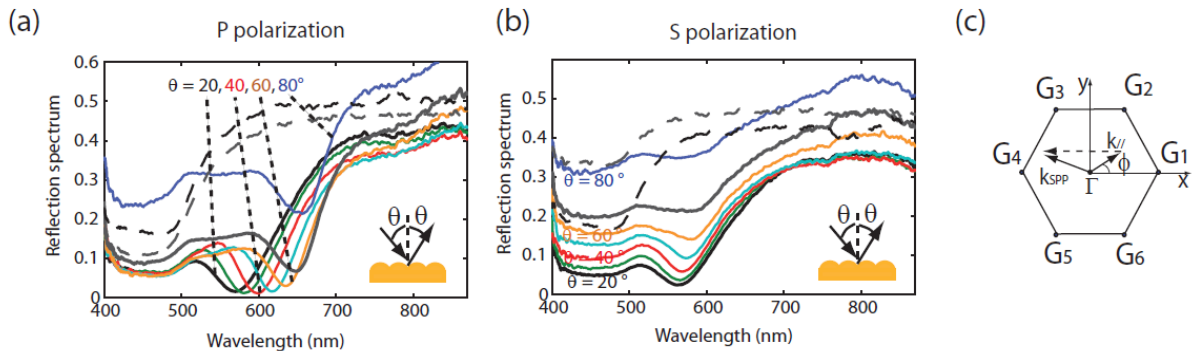 (a)
P polarization
Reflection spectrum
0.6
0.5
0.4
0.3
0.2
0.1
0
θ = 20, 40, 60, 80°
θ θ
400 500 600 700 800
Wavelength (nm)
(b)
S polarization
Reflection spectrum
0.5
0.4
0.3
0.2
0.1
0.0
θ = 80°
θ = 60°
θ = 40°
θ = 20°
θ θ
400 500 600 700 800
Wavelength (nm)
(c)
G3 y G2
G4 kSPP k// ϕ G1
Γ x
G5 G6